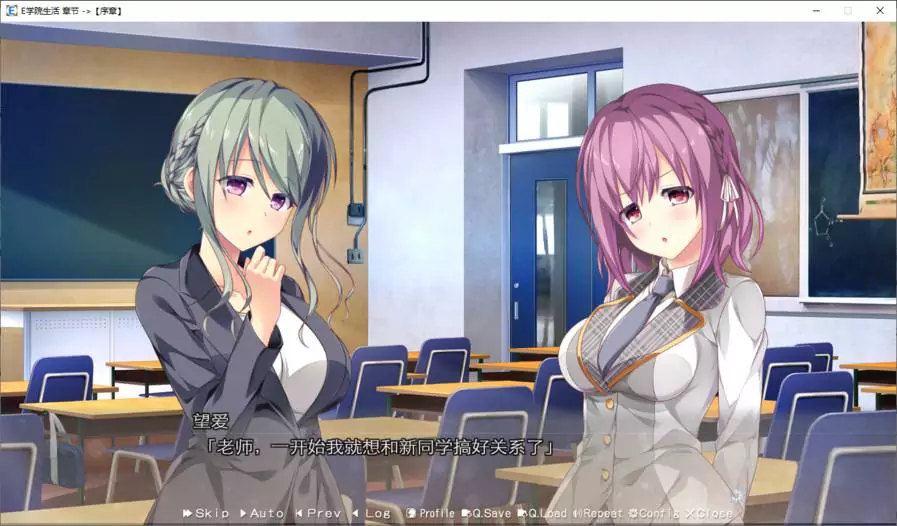 E学院生活 章节 ->【序章】
望爱
「老师，一开始我就想和新同学搞好关系了」
Skip Auto Prev Log Profile Q.Save Q.Load Repeat Config Close